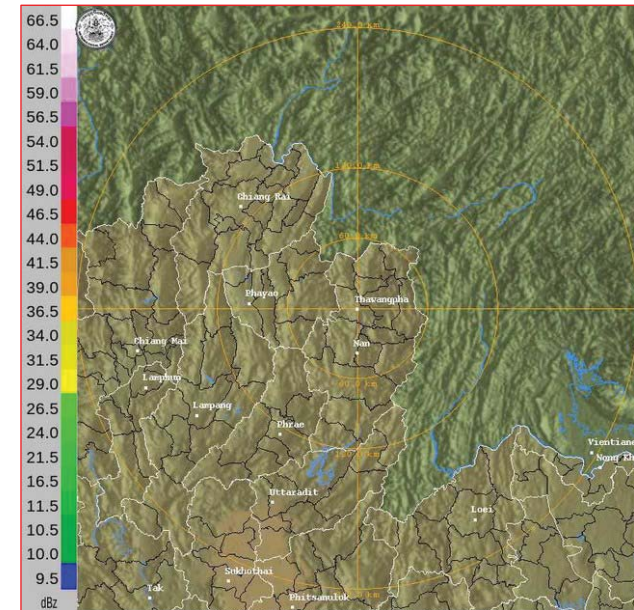 66.5
64.0
61.5
59.0
56.5
54.0
51.5
49.0
46.5
44.0
41.5
39.0
36.5
34.0
31.5
29.0
26.5
24.0
21.5
16.5
11.5
10.5
10.0
9.5
dBz
Chiang Rai
Phayao
Thavangpha
Chiang Mai
Nan
Lamphun
Lampang
Phrae
Vientiane
Nong Kh
Uttaradit
Loei
Sukhothai
Tak
Phitsanulok